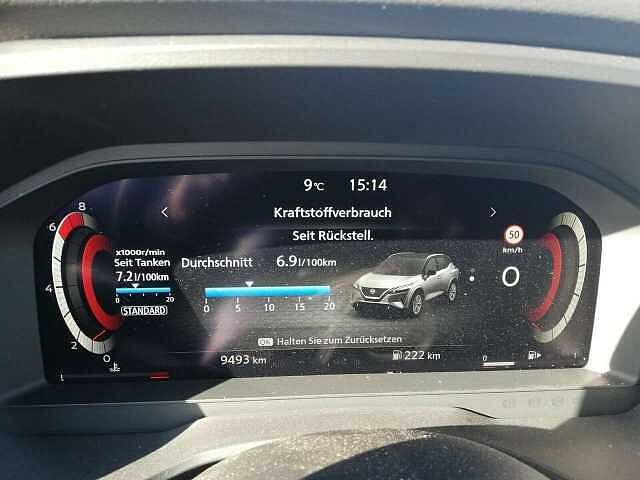 9°C 15:14
Kraftstoffverbrauch
Seit Rückstell.
8
6
4
2
0
x1000r/min
Seit Tanken
7.2l/100km
0 20
STANDARD
Durchschnitt 6.9l/100km
0 5 10 15 20
50
km/h
0
OK Halten Sie zum Zurücksetzen
9493 km
222 km
0